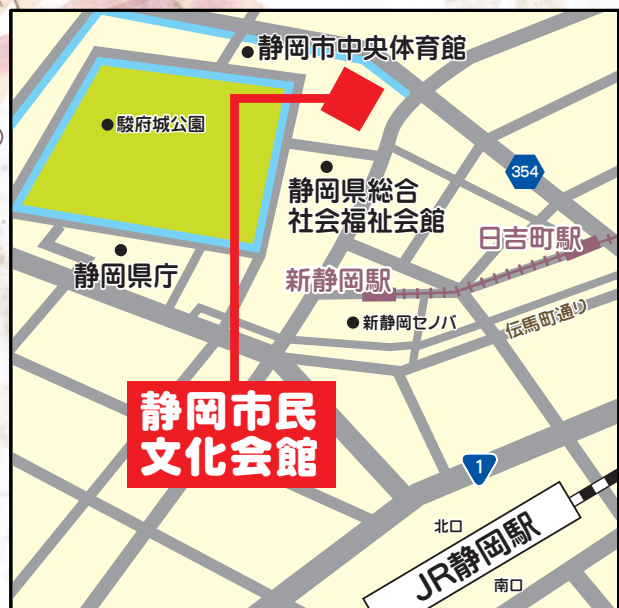 静岡市中央体育館
駿府城公園
354
静岡県総合
社会福祉会館
日吉町駅
静岡県庁
新静岡駅
新静岡セノバ
伝馬町通り
静岡市民
文化会館
1
北口
JR静岡駅
南口